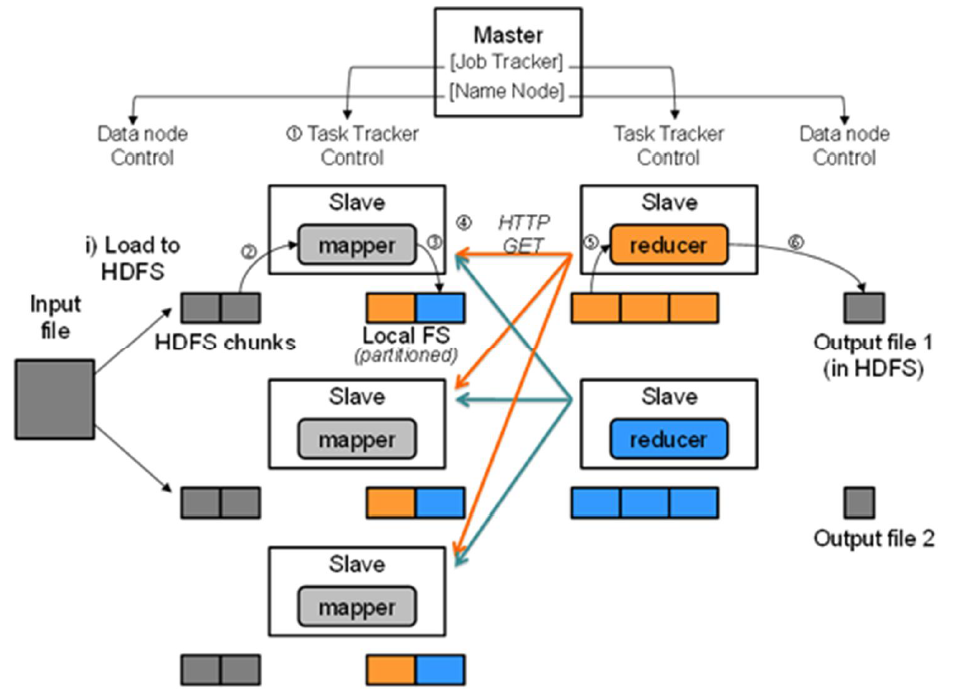 Master
[Job Tracker]
[Name Node]
Data node
Control
① Task Tracker
Control
Task Tracker
Control
Data node
Control
Slave
mapper
④
HTTP
GET
Slave
reducer
i) Load to
HDFS
②
③
⑤
⑥
Input
file
HDFS chunks
Local FS
(partitioned)
Output file 1
(in HDFS)
Slave
mapper
Slave
reducer
Output file 2
Slave
mapper